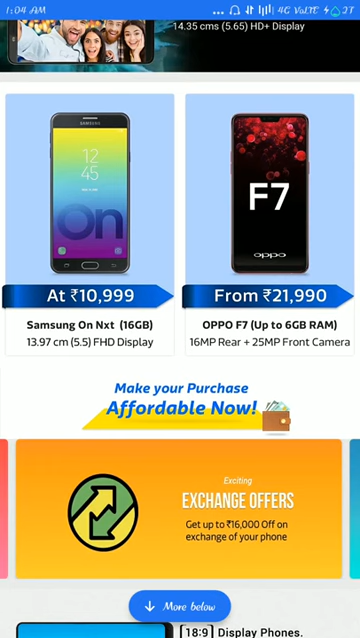 1:04 AM
4G VoLTE
14.35 cms (5.65) HD+ Display
SAMSUNG
12
45
On
F7
oppo
At ₹10,999
From ₹21,990
Samsung On Nxt (16GB)
13.97 cm (5.5) FHD Display
OPPO F7 (Up to 6GB RAM)
16MP Rear + 25MP Front Camera
Make your Purchase
Affordable Now!
Exciting
EXCHANGE OFFERS
Get up to ₹16,000 Off on
exchange of your phone
More below
[18:9] Display Phones.